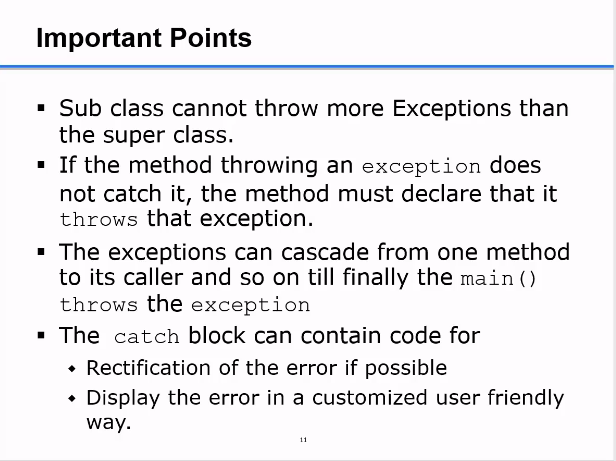 Important Points
▪ Sub class cannot throw more Exceptions than
the super class.
▪ If the method throwing an exception does
not catch it, the method must declare that it
throws that exception.
▪ The exceptions can cascade from one method
to its caller and so on till finally the main()
throws the exception
▪ The catch block can contain code for
◆ Rectification of the error if possible
◆ Display the error in a customized user friendly
way.
11